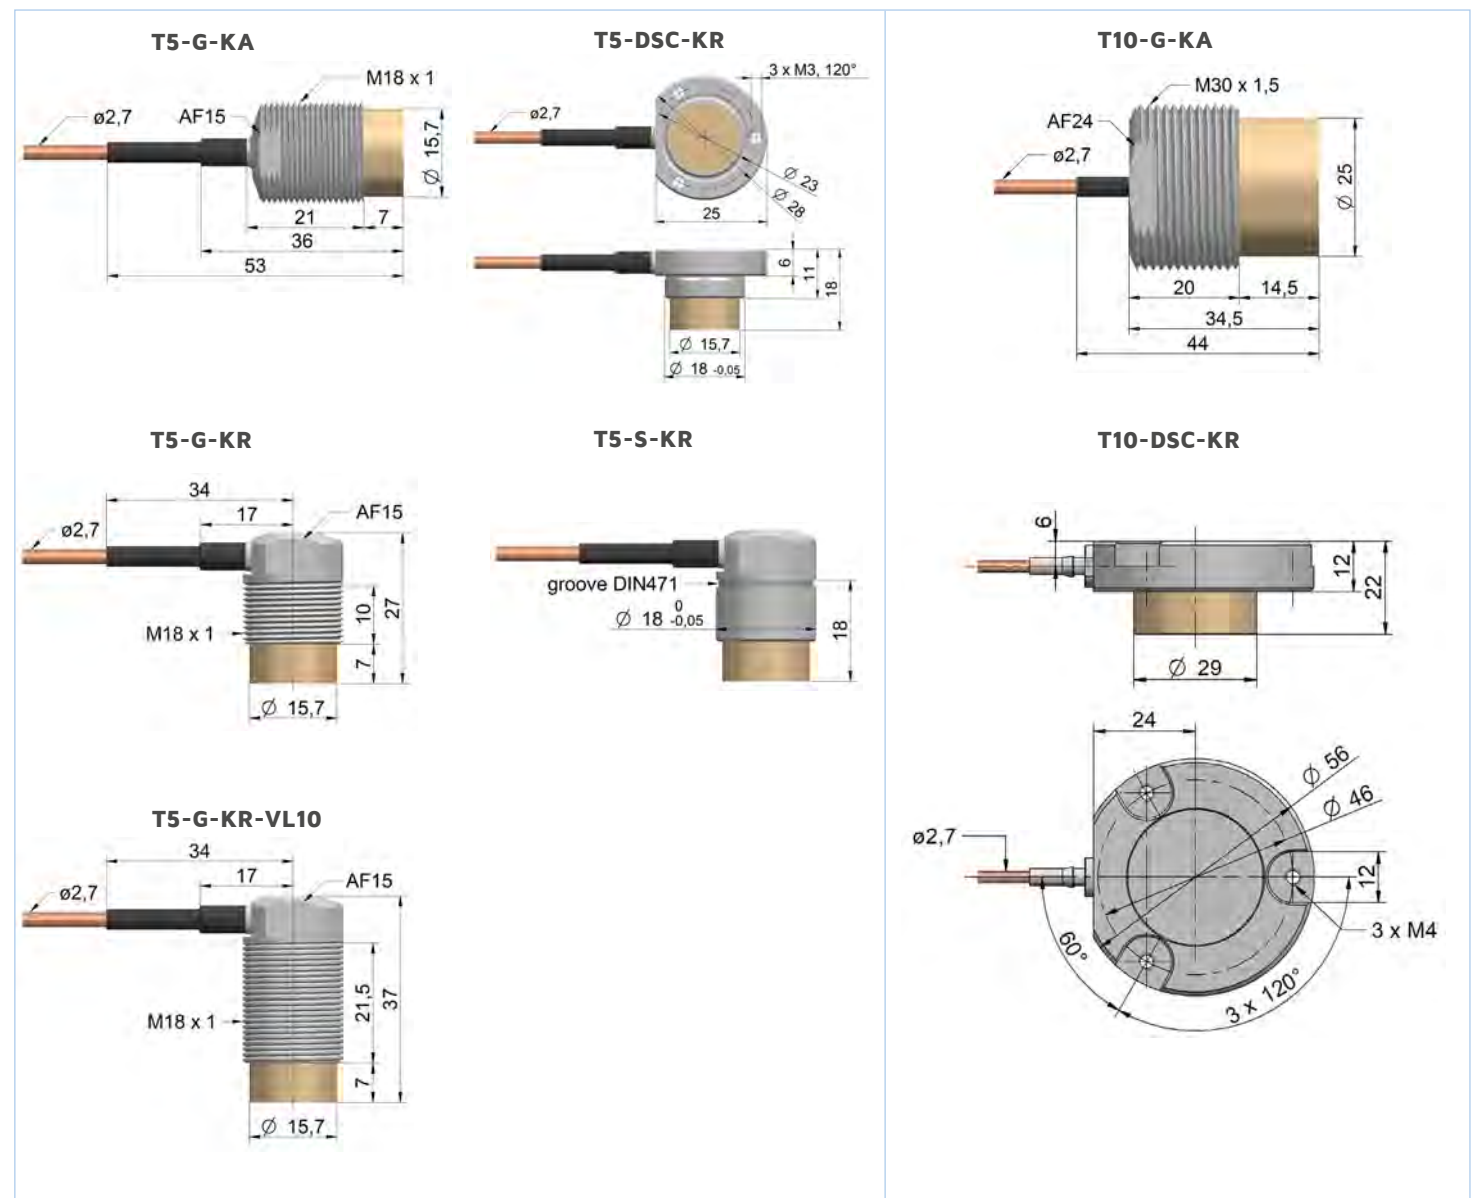 T5-G-KA
M18 x 1
ø2,7
AF15
Ø 15,7
21
7
36
53
T5-DSC-KR
3 x M3, 120°
ø2,7
Ø 23
Ø 28
25
6
11
18
Ø 15,7
Ø 18 -0,05
T10-G-KA
M30 x 1,5
AF24
ø2,7
Ø 25
20
14,5
34,5
44
T5-G-KR
34
17
AF15
ø2,7
10
27
M18 x 1
7
Ø 15,7
T5-S-KR
groove DIN471
0
Ø 18 -0,05
18
T10-DSC-KR
6
12
22
Ø 29
24
Ø 56
Ø 46
ø2,7
12
3 x M4
60°
3 x 120°
T5-G-KR-VL10
34
17
AF15
ø2,7
21,5
37
M18 x 1
7
Ø 15,7